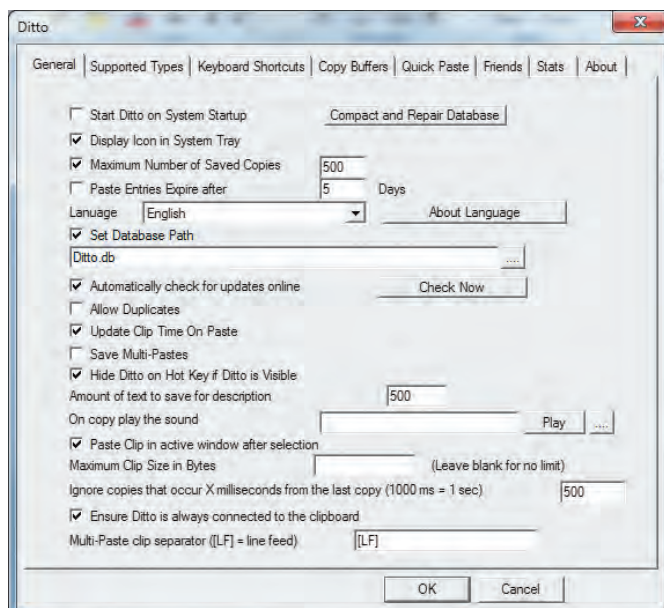 Ditto
General Supported Types Keyboard Shortcuts Copy Buffers Quick Paste Friends Stats About
Start Ditto on System Startup Compact and Repair Database
Display Icon in System Tray
Maximum Number of Saved Copies 500
Paste Entries Expire after 5 Days
Lanuage English About Language
Set Database Path
Ditto.db ....
Automatically check for updates online Check Now
Allow Duplicates
Update Clip Time On Paste
Save Multi-Pastes
Hide Ditto on Hot Key if Ditto is Visible
Amount of text to save for description 500
On copy play the sound Play ....
Paste Clip in active window after selection
Maximum Clip Size in Bytes (Leave blank for no limit)
Ignore copies that occur X milliseconds from the last copy (1000 ms = 1 sec) 500
Ensure Ditto is always connected to the clipboard
Multi-Paste clip separator ([LF] = line feed) [LF]
OK Cancel